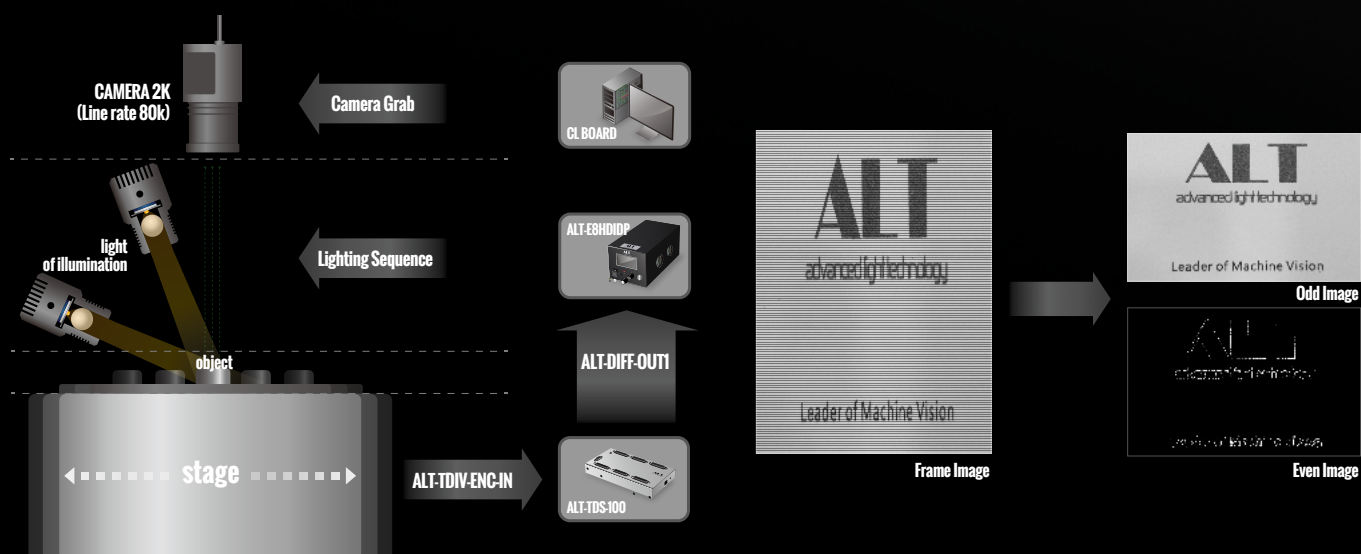 CAMERA 2K
(Line rate 80k)
Camera Grab
CL BOARD
light
of illumination
Lighting Sequence
ALT-E8HDIDP
object
ALT-DIFF-OUT1
stage
ALT-TDIV-ENC-IN
ALT-TDS-100
ALT
advanced light technology
Leader of Machine Vision
Frame Image
ALT
advanced light technology
Leader of Machine Vision
Odd Image
ALT
Even Image